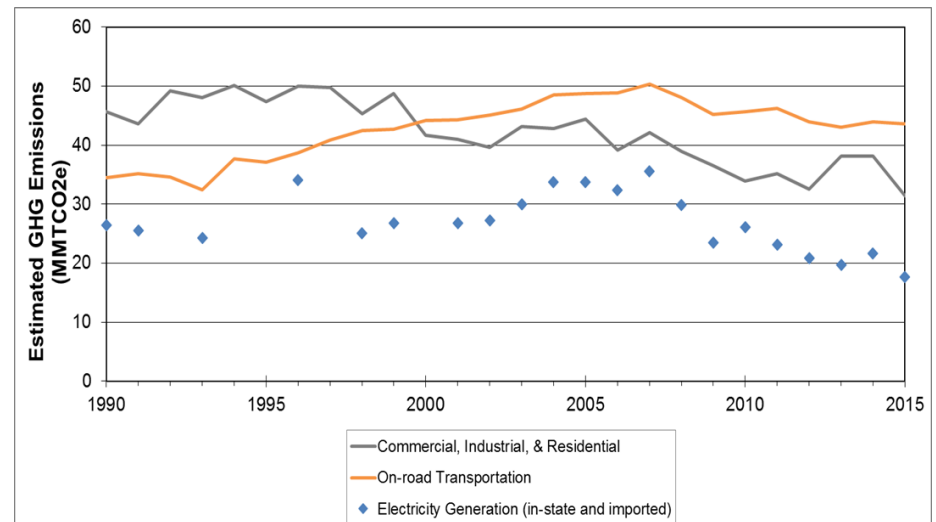 Estimated GHG Emissions
(MMTCO2e)
60
50
40
30
20
10
0
1990
1995
2000
2005
2010
2015
Commercial, Industrial, & Residential
On-road Transportation
Electricity Generation (in-state and imported)